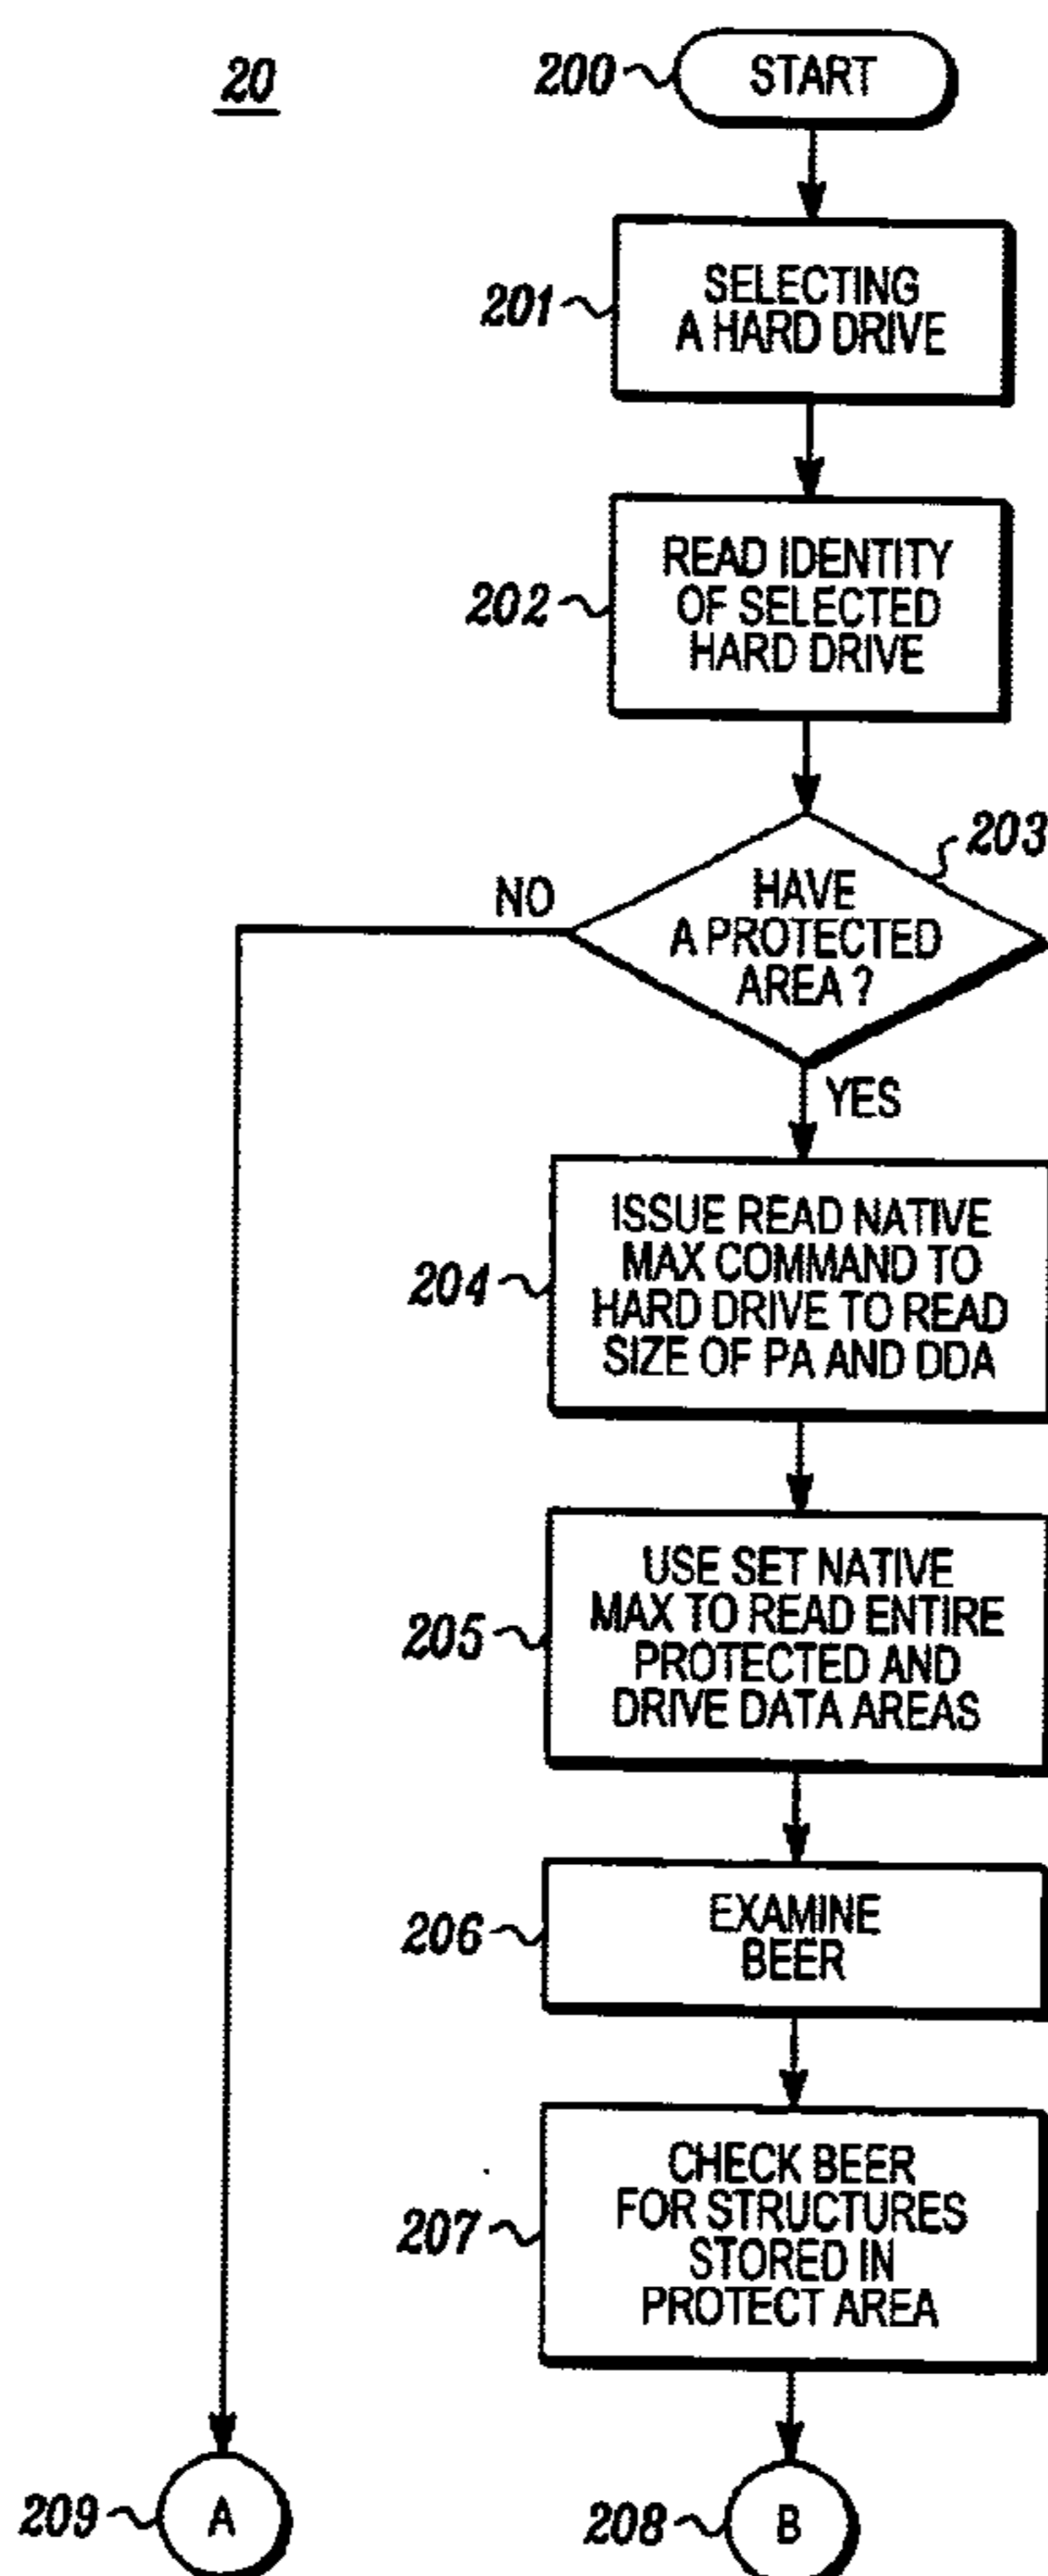 20
200
START
201
SELECTING
A HARD DRIVE
202
READ IDENTITY
OF SELECTED
HARD DRIVE
203
HAVE
A PROTECTED
AREA ?
NO
YES
204
ISSUE READ NATIVE
MAX COMMAND TO
HARD DRIVE TO READ
SIZE OF PA AND DDA
205
USE SET NATIVE
MAX TO READ ENTIRE
PROTECTED AND
DRIVE DATA AREAS
206
EXAMINE
BEER
207
CHECK BEER
FOR STRUCTURES
STORED IN
PROTECT AREA
209
A
208
B